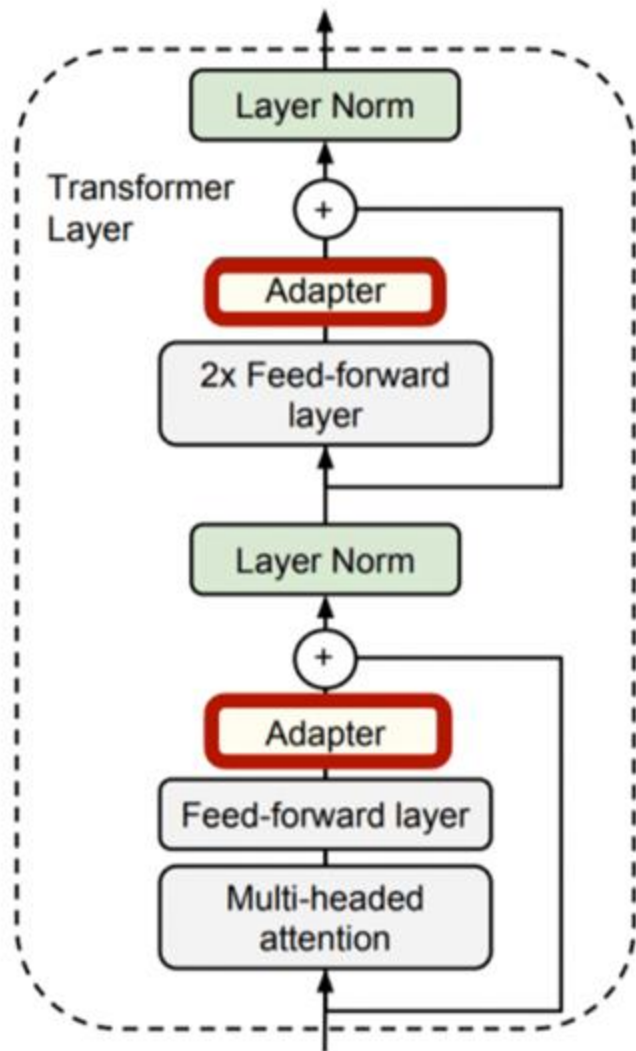 Layer Norm
Transformer
Layer
+
Adapter
2x Feed-forward
layer
Layer Norm
+
Adapter
Feed-forward layer
Multi-headed
attention